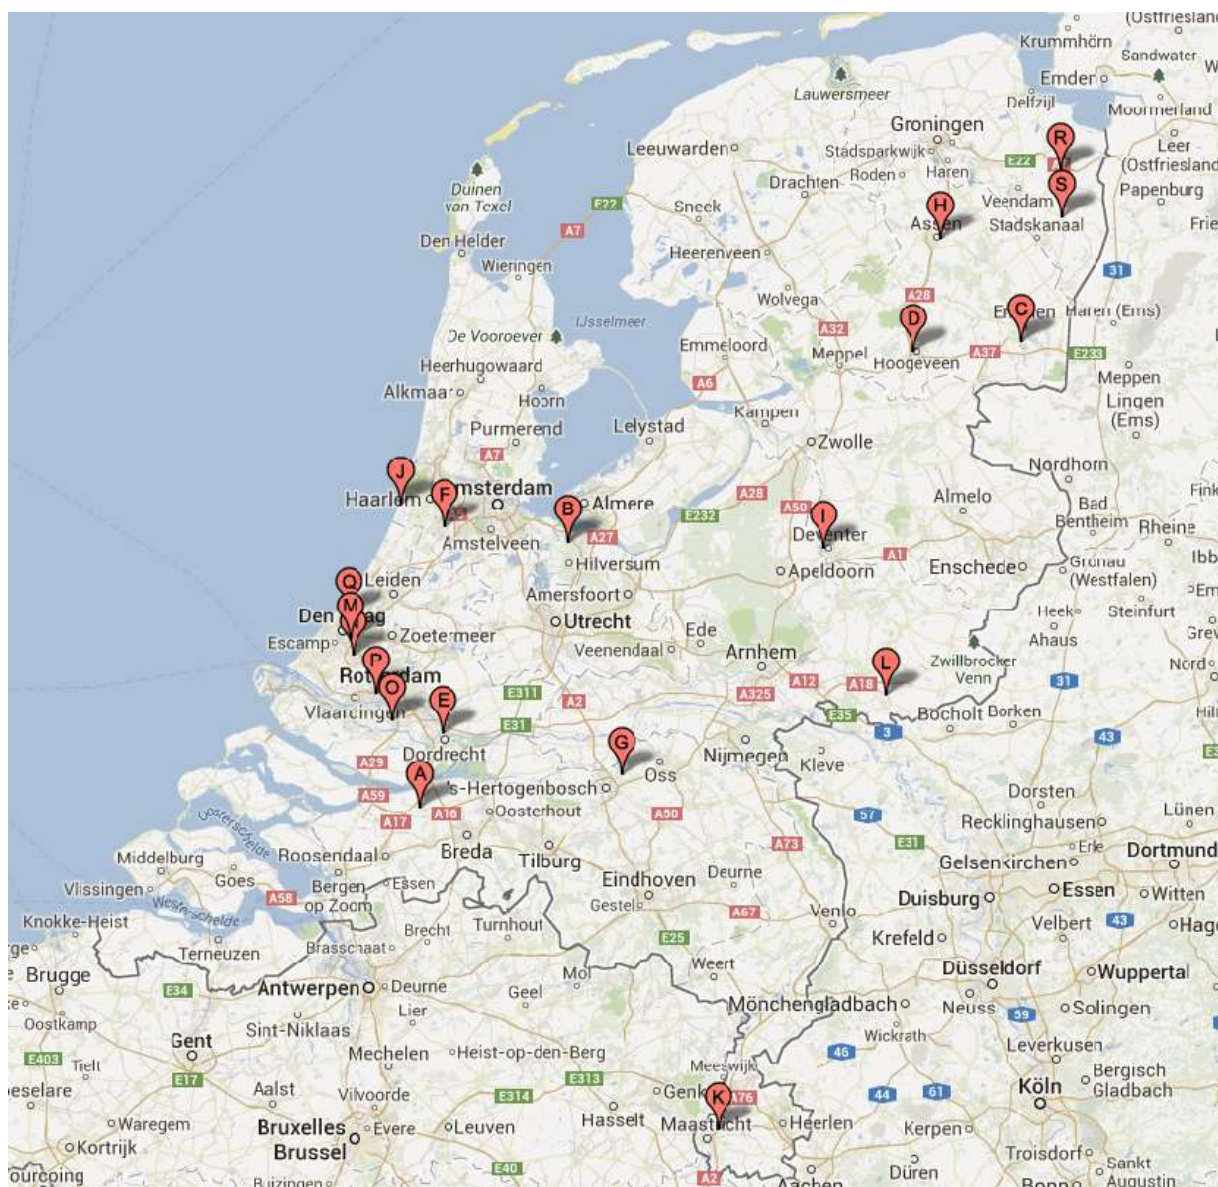 (Ostfriesland
Krummhörn
Sandwater
Emden
Lauwersmeer
Delfzijl
Moormerland
Groningen
Leeuwarden
Stadsparkwijk
R
Leer
(Ostfriesland
E22
Haren
Roden
Drachten
S
Papenburg
Duinen
van Texel
E22
Sneek
H
Veendam
Assen
Stadskanaal
Frie
A7
Den Helder
Heerenveen
Wieringen
31
Wolvega
A28
C
Haren (Ems)
IJsselmeer
D
De Vooroever
A32
Emmeloord
Meppel
Hoogeveen
A37
E233
Heerhugowaard
Meppen
A6
Alkmaar
Hoorn
Lingen
(Ems)
Kampen
Purmerend
Lelystad
Zwolle
A7
Nordhorn
J
Haarlem
F
Amsterdam
A28
Almelo
Bad
Bentheim
Fink
B
Almere
E232
A50
I
Rheine
Amstelveen
A27
Deventer
A1
Hilversum
Apeldoorn
Enschede
Gronau
(Westfalen)
Ibb
Q
Leiden
Amersfoort
M
Den Haag
Utrecht
Heek
Steinfurt
Escamp
Zoetermeer
Ede
Ahaus
Veenendaal
Arnhem
Zwillbrocker
Venn
Nord
P
Rotterdam
L
A12
A18
31
E311
A2
A325
O
Vlaardingen
E
E31
E35
Bocholt
Borken
G
Nijmegen
3
43
Dordrecht
A29
Oss
Kleve
A
A59
's-Hertogenbosch
Dorsten
A17
A16
Oosterhout
A50
57
Recklinghausen
Lünen
Oosterschelde
A73
E31
Roosendaal
Breda
Tilburg
Middelburg
Goes
Gelsenkirchen
Erle
Dortmund
Vlissingen
Bergen
op Zoom
Essen
Eindhoven
Deurne
A58
Duisburg
Essen
Witten
Westerschelde
Gestel
A67
Venlo
Velbert
43
Knokke-Heist
Brecht
Turnhout
Krefeld
Hage
Terneuzen
Brasschaat
E25
Weert
Brugge
Mol
Düsseldorf
Wuppertal
E34
Antwerpen
Deurne
Geel
Mönchengladbach
Neuss
Solingen
Oostkamp
Sint-Niklaas
Lier
59
Gent
Wickrath
E403
Tielt
Mechelen
Heist-op-den-Berg
46
Leverkusen
Meeswijk
E17
E313
Bergisch
Gladbach
Aalst
Vilvoorde
E314
Genk
K
A76
44
61
Köln
Waregem
Hasselt
Bruxelles
Brussel
Evere
Leuven
Maastricht
Heerlen
Kerpen
Kortrijk
Troisdorf
E40
A2
Aachen
Düren
Sankt
Augustin